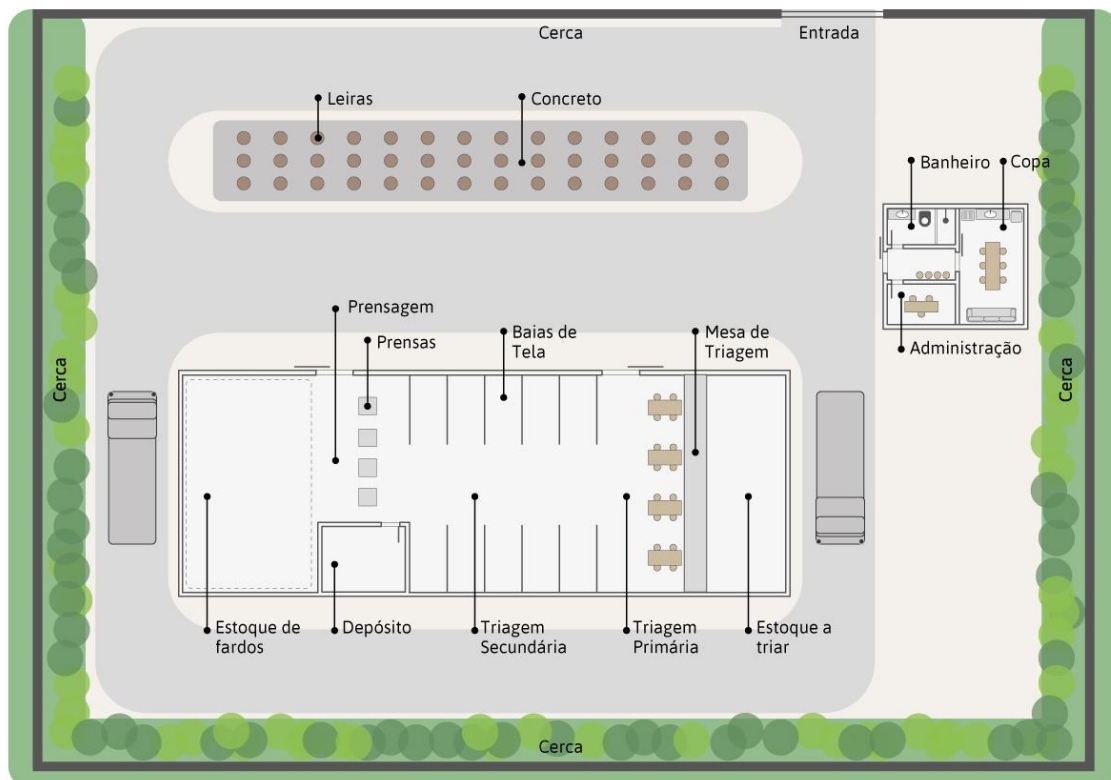 Cerca
Entrada
Leiras
Concreto
Banheiro
Copa
Prensagem
Prensas
Baias de
Tela
Mesa de
Triagem
Administração
Cerca
Cerca
Estoque de
fardos
Depósito
Triagem
Secundária
Triagem
Primária
Estoque a
triar
Cerca